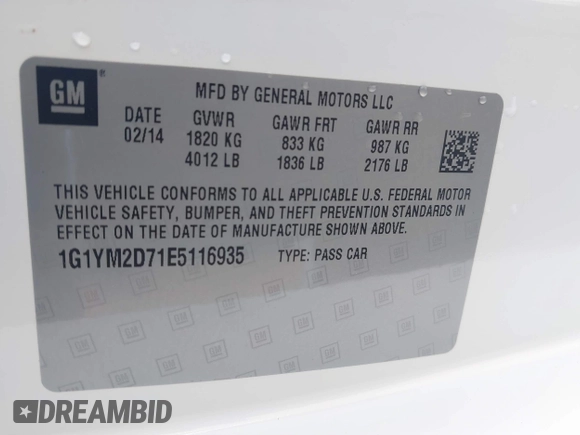 GM
MFD BY GENERAL MOTORS LLC
DATE GVWR GAWR FRT GAWR RR
02/14 1820 KG 833 KG 987 KG
4012 LB 1836 LB 2176 LB
THIS VEHICLE CONFORMS TO ALL APPLICABLE U.S. FEDERAL MOTOR
VEHICLE SAFETY, BUMPER, AND THEFT PREVENTION STANDARDS IN
EFFECT ON THE DATE OF MANUFACTURE SHOWN ABOVE.
1G1YM2D71E5116935 TYPE: PASS CAR
DREAMBID